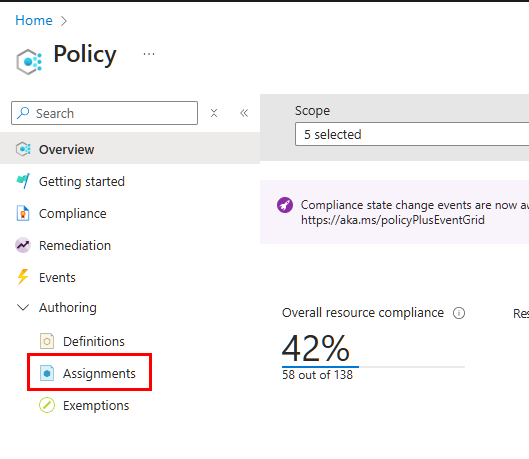 Home
Policy
Search
Scope
5 selected
Overview
Getting started
Compliance
Compliance state change events are now
https://aka.ms/policyPlusEventGrid
Remediation
Events
Authoring
Overall resource compliance
42%
58 out of 138
Definitions
Assignments
Exemptions